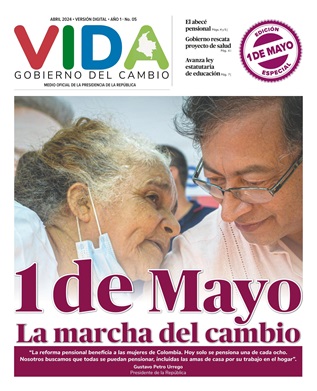 ABRIL 2024 • VERSIÓN DIGITAL • AÑO 1 - No. 05
VIDA
GOBIERNO DEL CAMBIO
MEDIO OFICIAL DE LA PRESIDENCIA DE LA REPÚBLICA
El abecé
pensional
Gobierno rescata
proyecto de salud
Avanza ley
estatutaria
de educación
EDICIÓN
1 DE MAYO
ESPECIAL
1 de Mayo
La marcha del cambio
"La reforma pensional beneficia a las mujeres de Colombia. Hoy solo se pensiona una de cada ocho.
Nosotros buscamos que todas se puedan pensionar, incluidas las amas de casa por su trabajo en el hogar".
Gustavo Petro Urrego
Presidente de la República